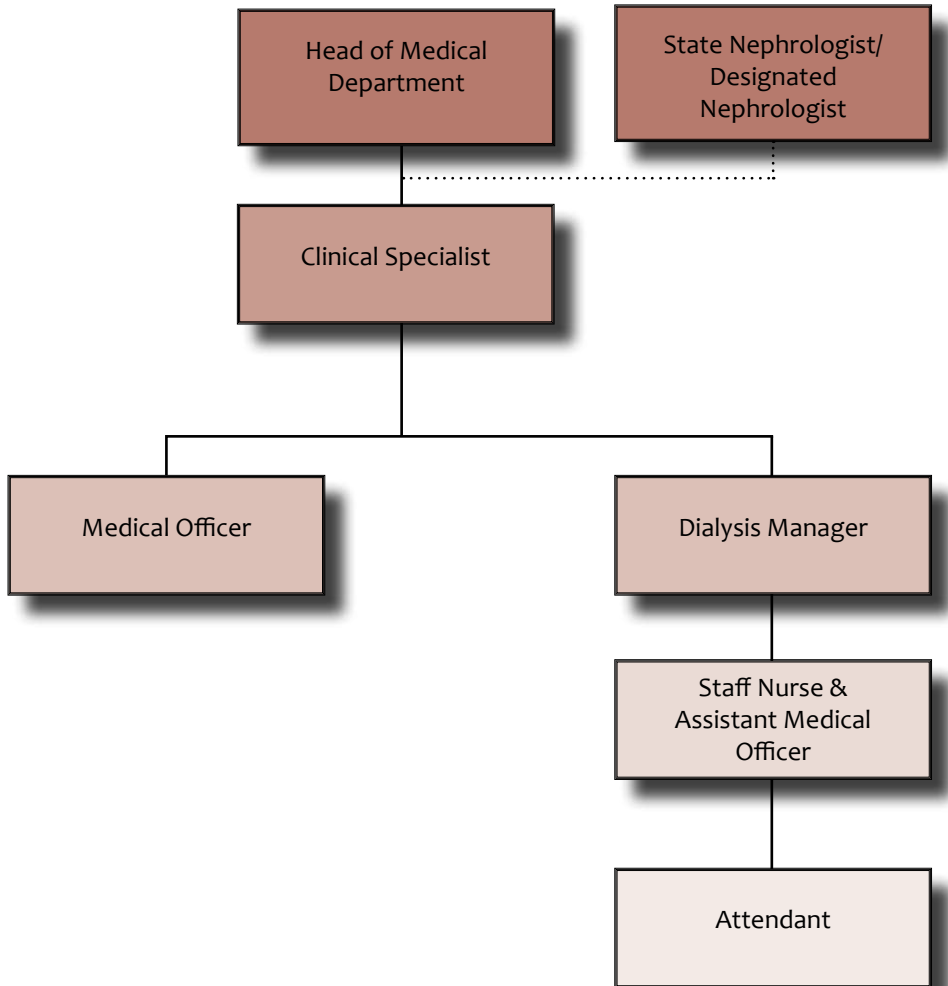 Head of Medical
Department
State Nephrologist/
Designated
Nephrologist
Clinical Specialist
Medical Officer
Dialysis Manager
Staff Nurse &
Assistant Medical
Officer
Attendant